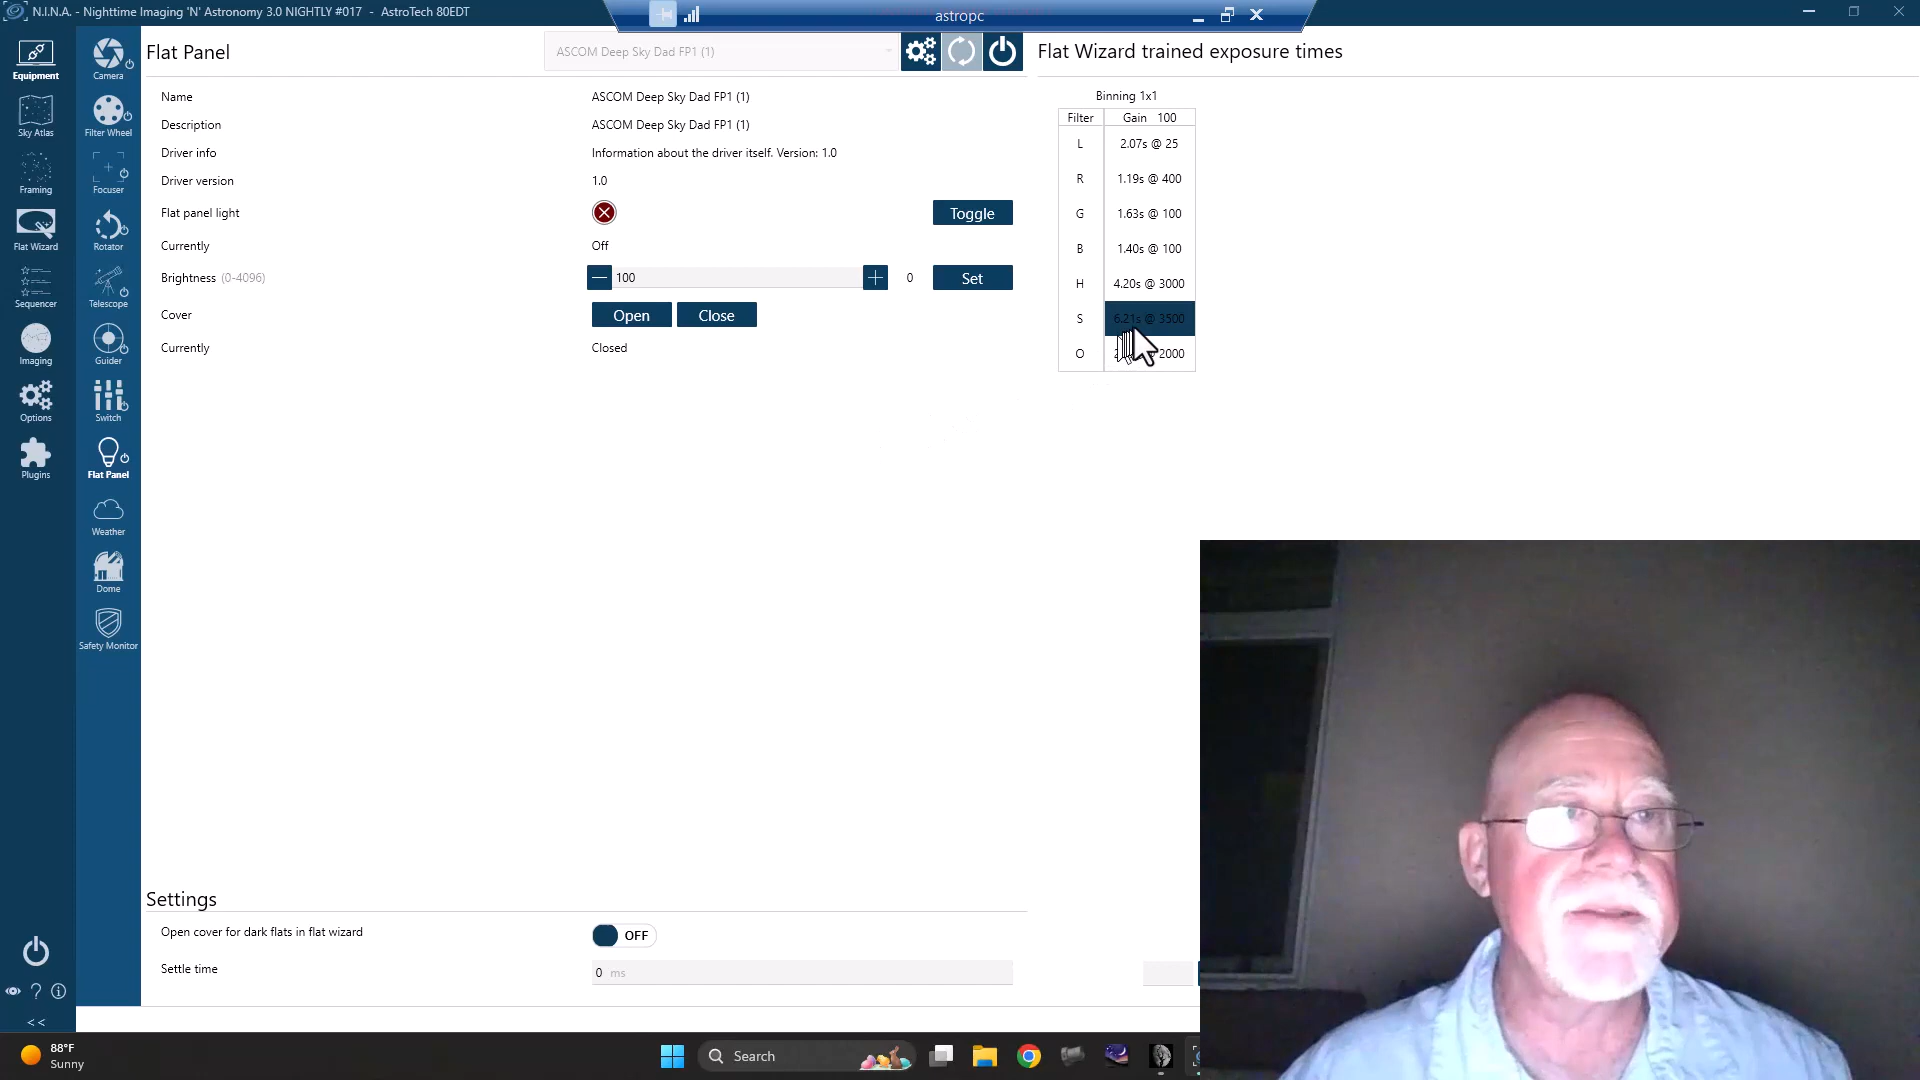 N.I.N.A. - Nighttime Imaging 'N' Astronomy 3.0 NIGHTLY #017 - AstroTech 80EDT
astropc
Equipment
Sky Atlas
Framing
Flat Wizard
Sequencer
Imaging
Options
Plugins
<<
Camera
Filter Wheel
Focuser
Rotator
Telescope
Guider
Switch
Flat Panel
Weather
Dome
Safety Monitor
Flat Panel
ASCOM Deep Sky Dad FP1 (1)
Name ASCOM Deep Sky Dad FP1 (1)
Description ASCOM Deep Sky Dad FP1 (1)
Driver info Information about the driver itself. Version: 1.0
Driver version 1.0
Flat panel light Toggle
Currently Off
Brightness (0-4096) 100 0 Set
Cover Open Close
Currently Closed
Settings
Open cover for dark flats in flat wizard OFF
Settle time 0 ms
Flat Wizard trained exposure times
Binning 1x1
Filter Gain 100
L 2.07s @ 25
R 1.19s @ 400
G 1.63s @ 100
B 1.40s @ 100
H 4.20s @ 3000
S 6.21s @ 3500
O 2000
88°F
Sunny
Search